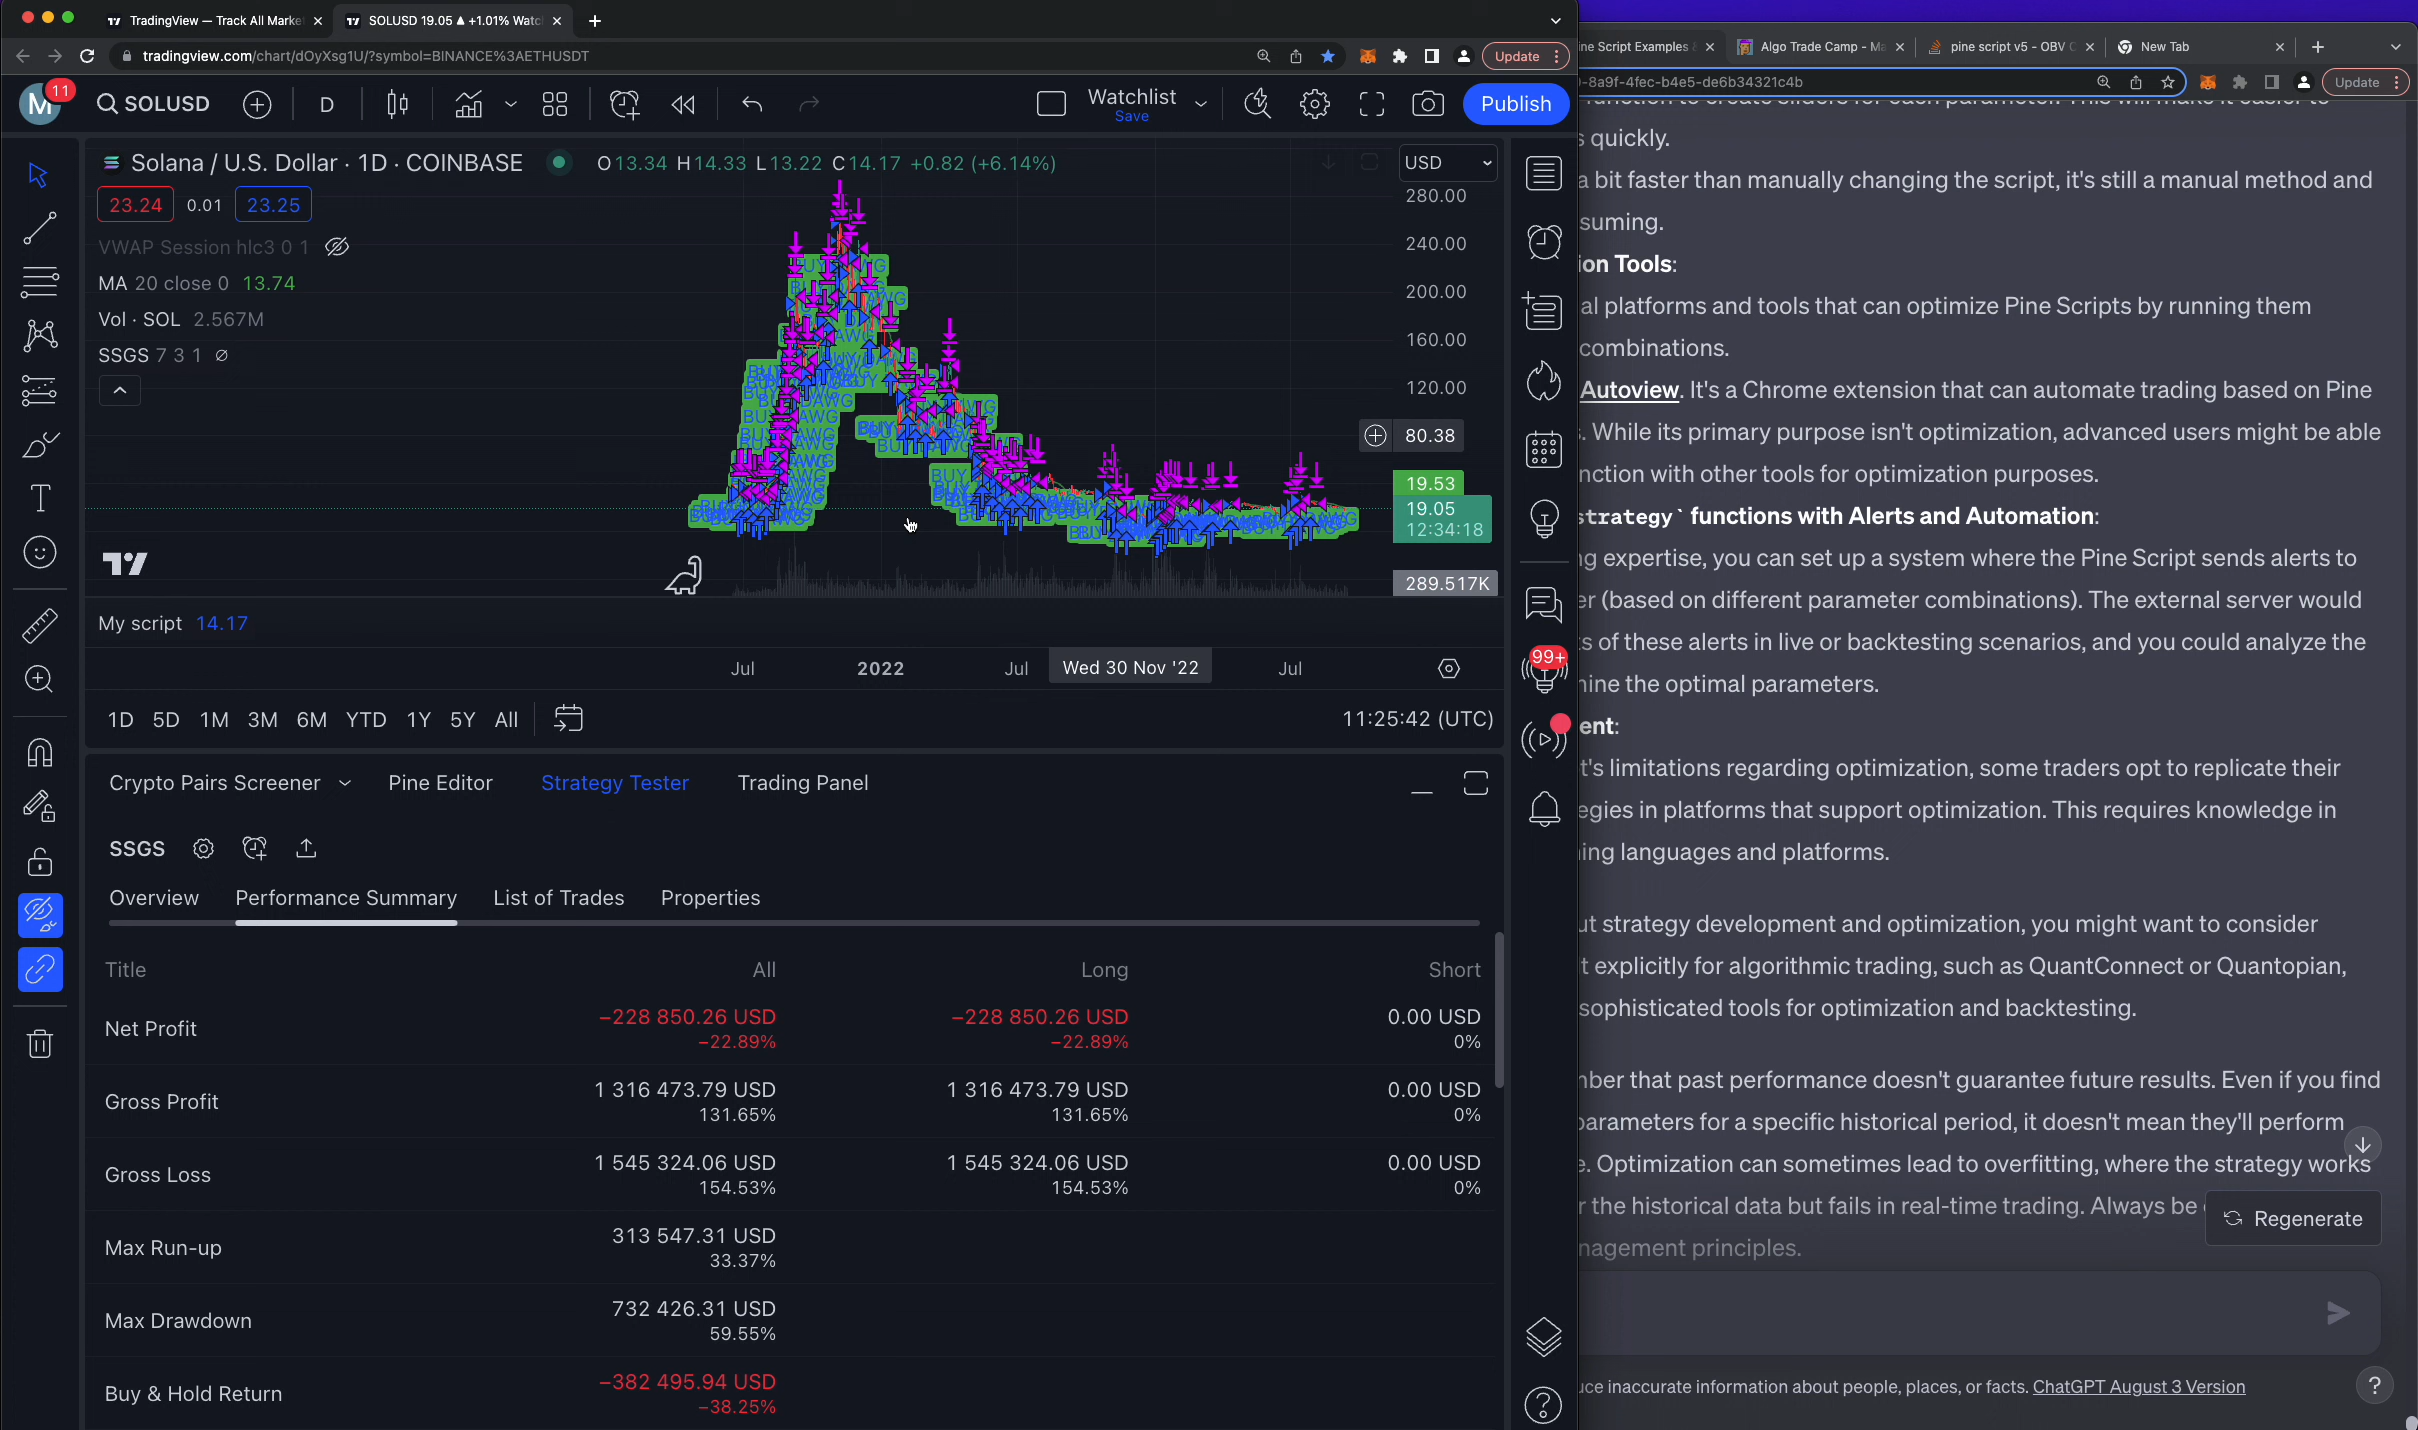 TradingView — Track All Marke
SOLUSD 19.05 ▲ +1.01% Watc
tradingview.com/chart/dOyXsg1U/?symbol=BINANCE%3AETHUSDT
Update
M
11
SOLUSD
D
Watchlist
Save
Publish
Solana / U.S. Dollar · 1D · COINBASE
O13.34 H14.33 L13.22 C14.17 +0.82 (+6.14%)
USD
23.24
0.01
23.25
VWAP Session hlc3 0 1
MA 20 close 0 13.74
Vol · SOL 2.567M
SSGS 7 3 1 ∅
280.00
240.00
200.00
160.00
120.00
80.38
19.53
19.05
12:34:18
289.517K
My script 14.17
Jul
2022
Jul
Wed 30 Nov '22
Jul
1D 5D 1M 3M 6M YTD 1Y 5Y All
11:25:42 (UTC)
99+
Crypto Pairs Screener
Pine Editor
Strategy Tester
Trading Panel
SSGS
Overview
Performance Summary
List of Trades
Properties
Title All Long Short
Net Profit −228 850.26 USD −228 850.26 USD 0.00 USD
−22.89% −22.89% 0%
Gross Profit 1 316 473.79 USD 1 316 473.79 USD 0.00 USD
131.65% 131.65% 0%
Gross Loss 1 545 324.06 USD 1 545 324.06 USD 0.00 USD
154.53% 154.53% 0%
Max Run-up 313 547.31 USD
33.37%
Max Drawdown 732 426.31 USD
59.55%
Buy & Hold Return −382 495.94 USD
−38.25%
ine Script Examples &
Algo Trade Camp - Ma
pine script v5 - OBV C
New Tab
-8a9f-4fec-b4e5-de6b34321c4b
Update
function to create sliders for each parameter. This will make it easier to
s quickly.
a bit faster than manually changing the script, it's still a manual method and
suming.
ion Tools:
al platforms and tools that can optimize Pine Scripts by running them
combinations.
Autoview. It's a Chrome extension that can automate trading based on Pine
. While its primary purpose isn't optimization, advanced users might be able
nction with other tools for optimization purposes.
strategy` functions with Alerts and Automation:
ng expertise, you can set up a system where the Pine Script sends alerts to
er (based on different parameter combinations). The external server would
s of these alerts in live or backtesting scenarios, and you could analyze the
mine the optimal parameters.
ent:
t's limitations regarding optimization, some traders opt to replicate their
egies in platforms that support optimization. This requires knowledge in
ing languages and platforms.
ut strategy development and optimization, you might want to consider
t explicitly for algorithmic trading, such as QuantConnect or Quantopian,
sophisticated tools for optimization and backtesting.
mber that past performance doesn't guarantee future results. Even if you find
parameters for a specific historical period, it doesn't mean they'll perform
e. Optimization can sometimes lead to overfitting, where the strategy works
r the historical data but fails in real-time trading. Always be
nagement principles.
Regenerate
uce inaccurate information about people, places, or facts. ChatGPT August 3 Version